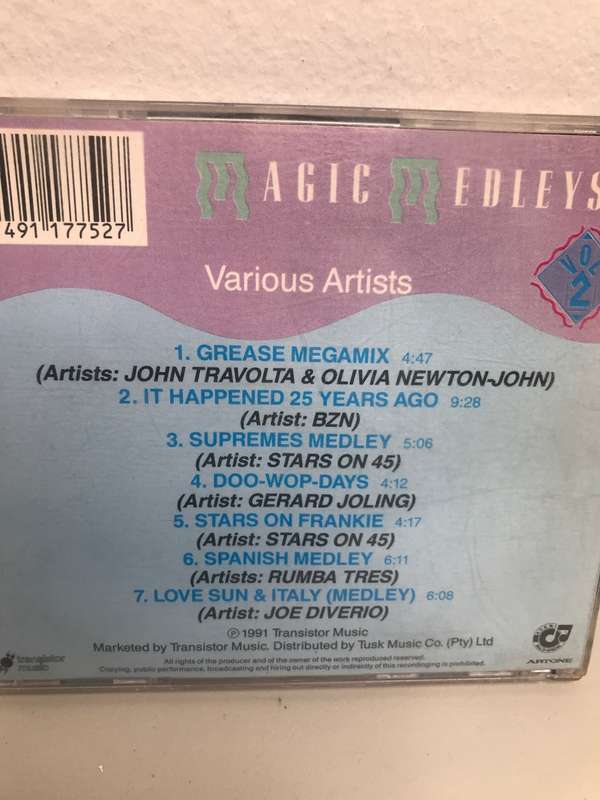 MAGIC MEDLEYS
491 177527
VOL
2
Various Artists
1. GREASE MEGAMIX 4:47
(Artists: JOHN TRAVOLTA & OLIVIA NEWTON-JOHN)
2. IT HAPPENED 25 YEARS AGO 9:28
(Artist: BZN)
3. SUPREMES MEDLEY 5:06
(Artist: STARS ON 45)
4. DOO-WOP-DAYS 4:12
(Artist: GERARD JOLING)
5. STARS ON FRANKIE 4:17
(Artist: STARS ON 45)
6. SPANISH MEDLEY 6:11
(Artists: RUMBA TRES)
7. LOVE SUN & ITALY (MEDLEY) 6:08
(Artist: JOE DIVERIO)
Ⓟ 1991 Transistor Music
Marketed by Transistor Music. Distributed by Tusk Music Co. (Pty) Ltd
transistor
music
All rights of the producer and of the owner of the work reproduced reserved.
Copying, public performance, broadcasting and hiring out directly or indirectly of this recordinging is prohibited.
ARTONE